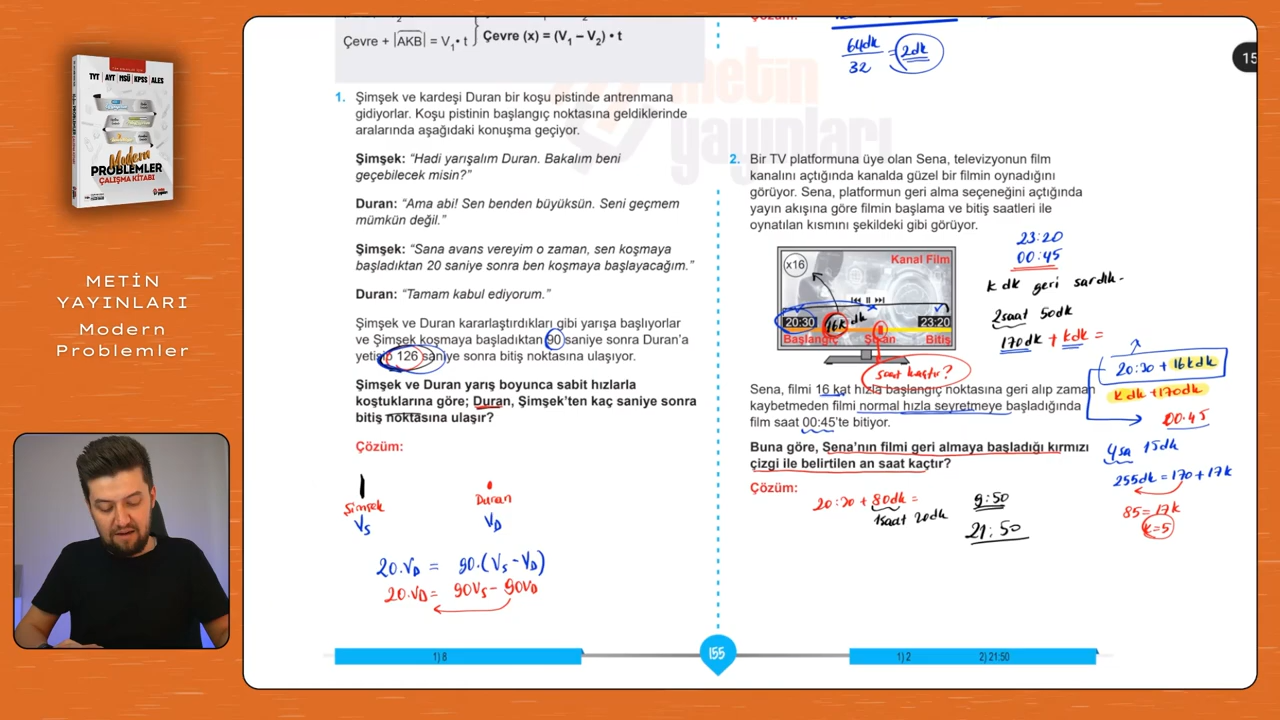 TYT | AYT | MSÜ | KPSS | ALES
Modern
PROBLEMLER
ÇALIŞMA KİTABI
METİN
YAYINLARI
Modern
Problemler
Çevre + |AKB| = V₁•t
Çevre (x) = (V₁ – V₂) • t
metin
yayınları
1. Şimşek ve kardeşi Duran bir koşu pistinde antrenmana
gidiyorlar. Koşu pistinin başlangıç noktasına geldiklerinde
aralarında aşağıdaki konuşma geçiyor.
Şimşek: “Hadi yarışalım Duran. Bakalım beni
geçebilecek misin?”
Duran: “Ama abi! Sen benden büyüksün. Seni geçmem
mümkün değil.”
Şimşek: “Sana avans vereyim o zaman, sen koşmaya
başladıktan 20 saniye sonra ben koşmaya başlayacağım.”
Duran: “Tamam kabul ediyorum.”
Şimşek ve Duran kararlaştırdıkları gibi yarışa başlıyorlar
ve Şimşek koşmaya başladıktan 90 saniye sonra Duran’a
yetişip 126 saniye sonra bitiş noktasına ulaşıyor.
Şimşek ve Duran yarış boyunca sabit hızlarla
koştuklarına göre; Duran, Şimşek’ten kaç saniye sonra
bitiş noktasına ulaşır?
Çözüm:
Şimşek
Duran
VS
VD
20.VD = 90.(VS – VD)
20.VD = 90VS – 90VD
1) 8
155
64dk
32
= 2dk
15
2. Bir TV platformuna üye olan Sena, televizyonun film
kanalını açtığında kanalda güzel bir filmin oynadığını
görüyor. Sena, platformun geri alma seçeneğini açtığında
yayın akışına göre filmin başlama ve bitiş saatleri ile
oynatılan kısmını şekildeki gibi görüyor.
x16
Kanal Film
20:30
16k dk
23:20
Başlangıç
Bitiş
saat kaçtır?
23:20
00:45
k dk geri sardık.
2saat 50dk
170dk + kdk =
20:30 + 16kdk
kdk +170dk
00:45
4sa 15dk
255dk = 170 + 17k
85 = 17k
k=5
Sena, filmi 16 kat hızla başlangıç noktasına geri alıp zaman
kaybetmeden filmi normal hızla seyretmeye başladığında
film saat 00:45’te bitiyor.
Buna göre, Sena’nın filmi geri almaya başladığı kırmızı
çizgi ile belirtilen an saat kaçtır?
Çözüm:
20:30 + 80dk =
1saat 20dk
9:50
21:50
1) 2
2) 21:50